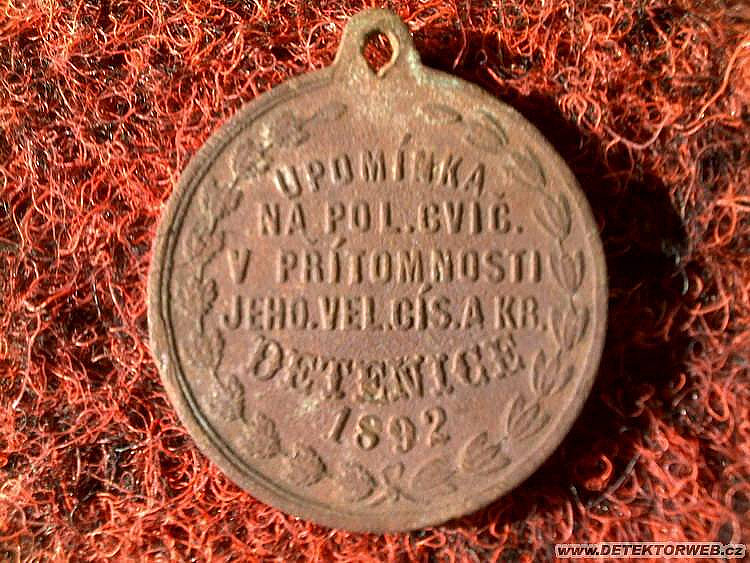 UPOMÍNKA
NA POL. CVIČ.
V PŘÍTOMNOSTI
JEHO. VEL. CÍS. A KR.
DETENICE
1892
WWW.DETEKTORWEB.CZ